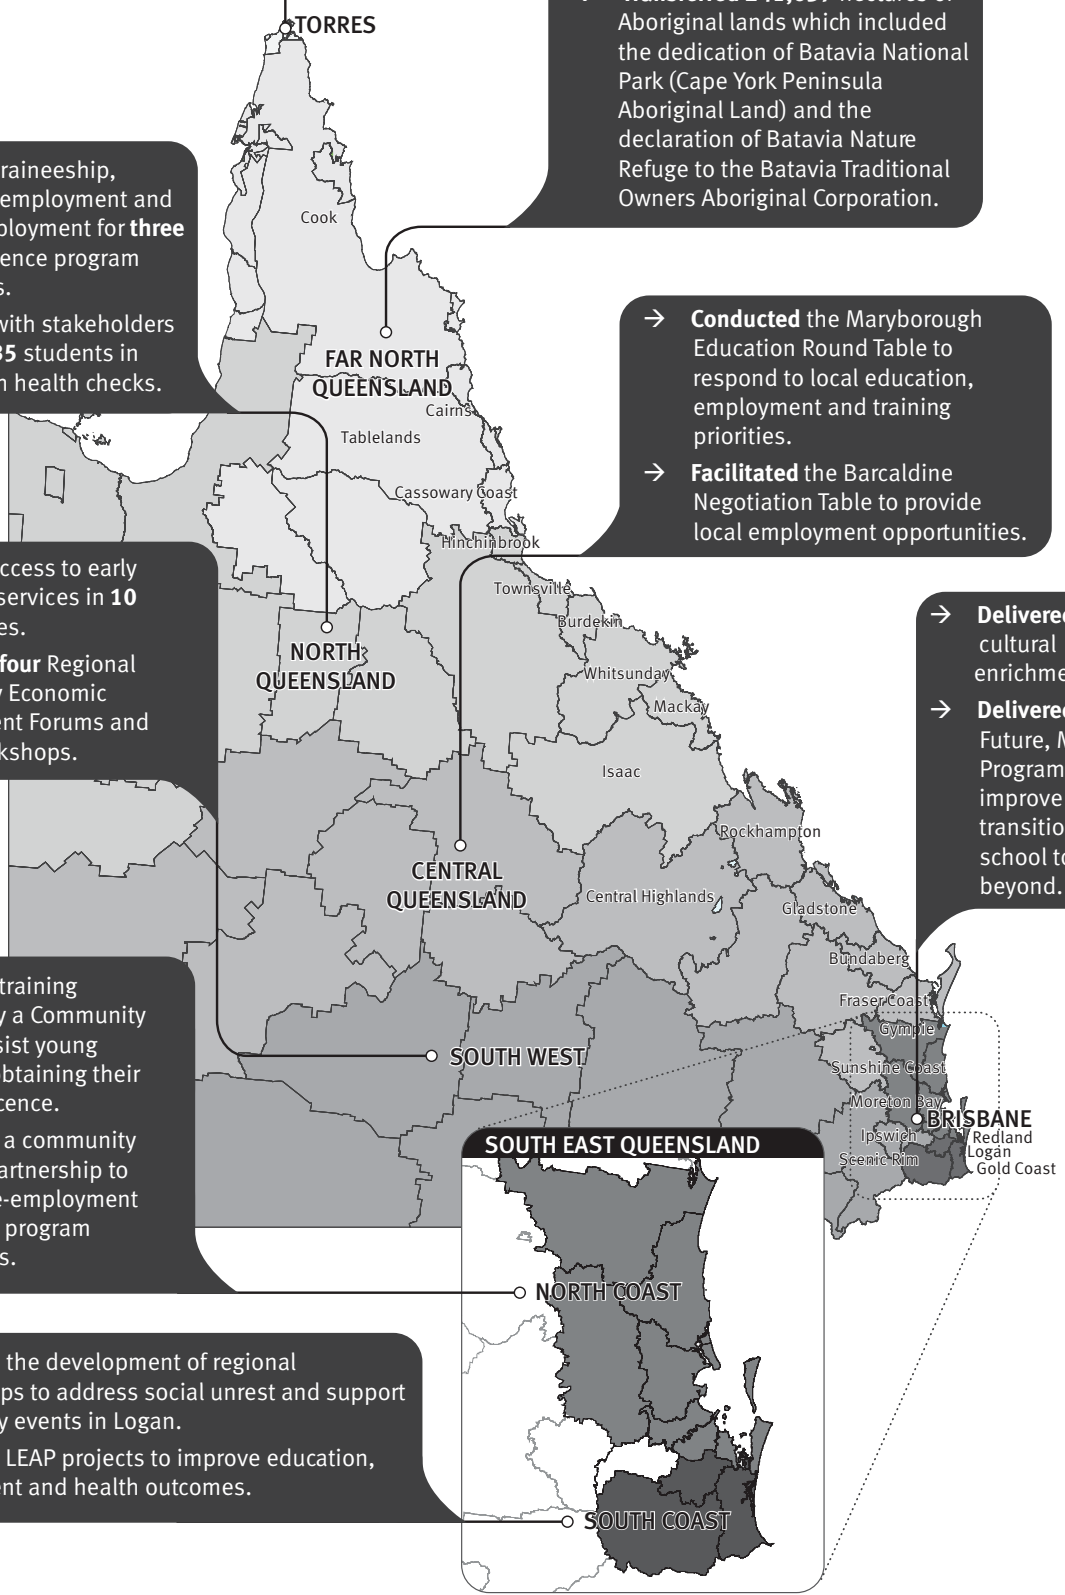 TORRES
Aboriginal lands which included
the dedication of Batavia National
Park (Cape York Peninsula
Aboriginal Land) and the
declaration of Batavia Nature
Refuge to the Batavia Traditional
Owners Aboriginal Corporation.
raineeship,
employment and
ployment for three
ence program
s.
with stakeholders
35 students in
n health checks.
Cook
FAR NORTH
QUEENSLAND
Cairns
Tablelands
Cassowary Coast
Hinchinbrook
Townsville
Burdekin
Whitsunday
Mackay
Isaac
→ Conducted the Maryborough
Education Round Table to
respond to local education,
employment and training
priorities.
→ Facilitated the Barcaldine
Negotiation Table to provide
local employment opportunities.
ccess to early
services in 10
es.
four Regional
y Economic
ent Forums and
kshops.
NORTH
QUEENSLAND
→ Delivered
cultural
enrichme
→ Delivered
Future, M
Program
improve
transitio
school to
beyond.
Rockhampton
CENTRAL
QUEENSLAND
Central Highlands
Gladstone
Bundaberg
Fraser Coast
Gympie
Sunshine Coast
Moreton Bay
BRISBANE
Ipswich
Redland
Logan
Scenic Rim
Gold Coast
training
y a Community
sist young
obtaining their
cence.
a community
artnership to
e-employment
program
s.
SOUTH WEST
SOUTH EAST QUEENSLAND
NORTH COAST
SOUTH COAST
the development of regional
ps to address social unrest and support
y events in Logan.
LEAP projects to improve education,
ent and health outcomes.